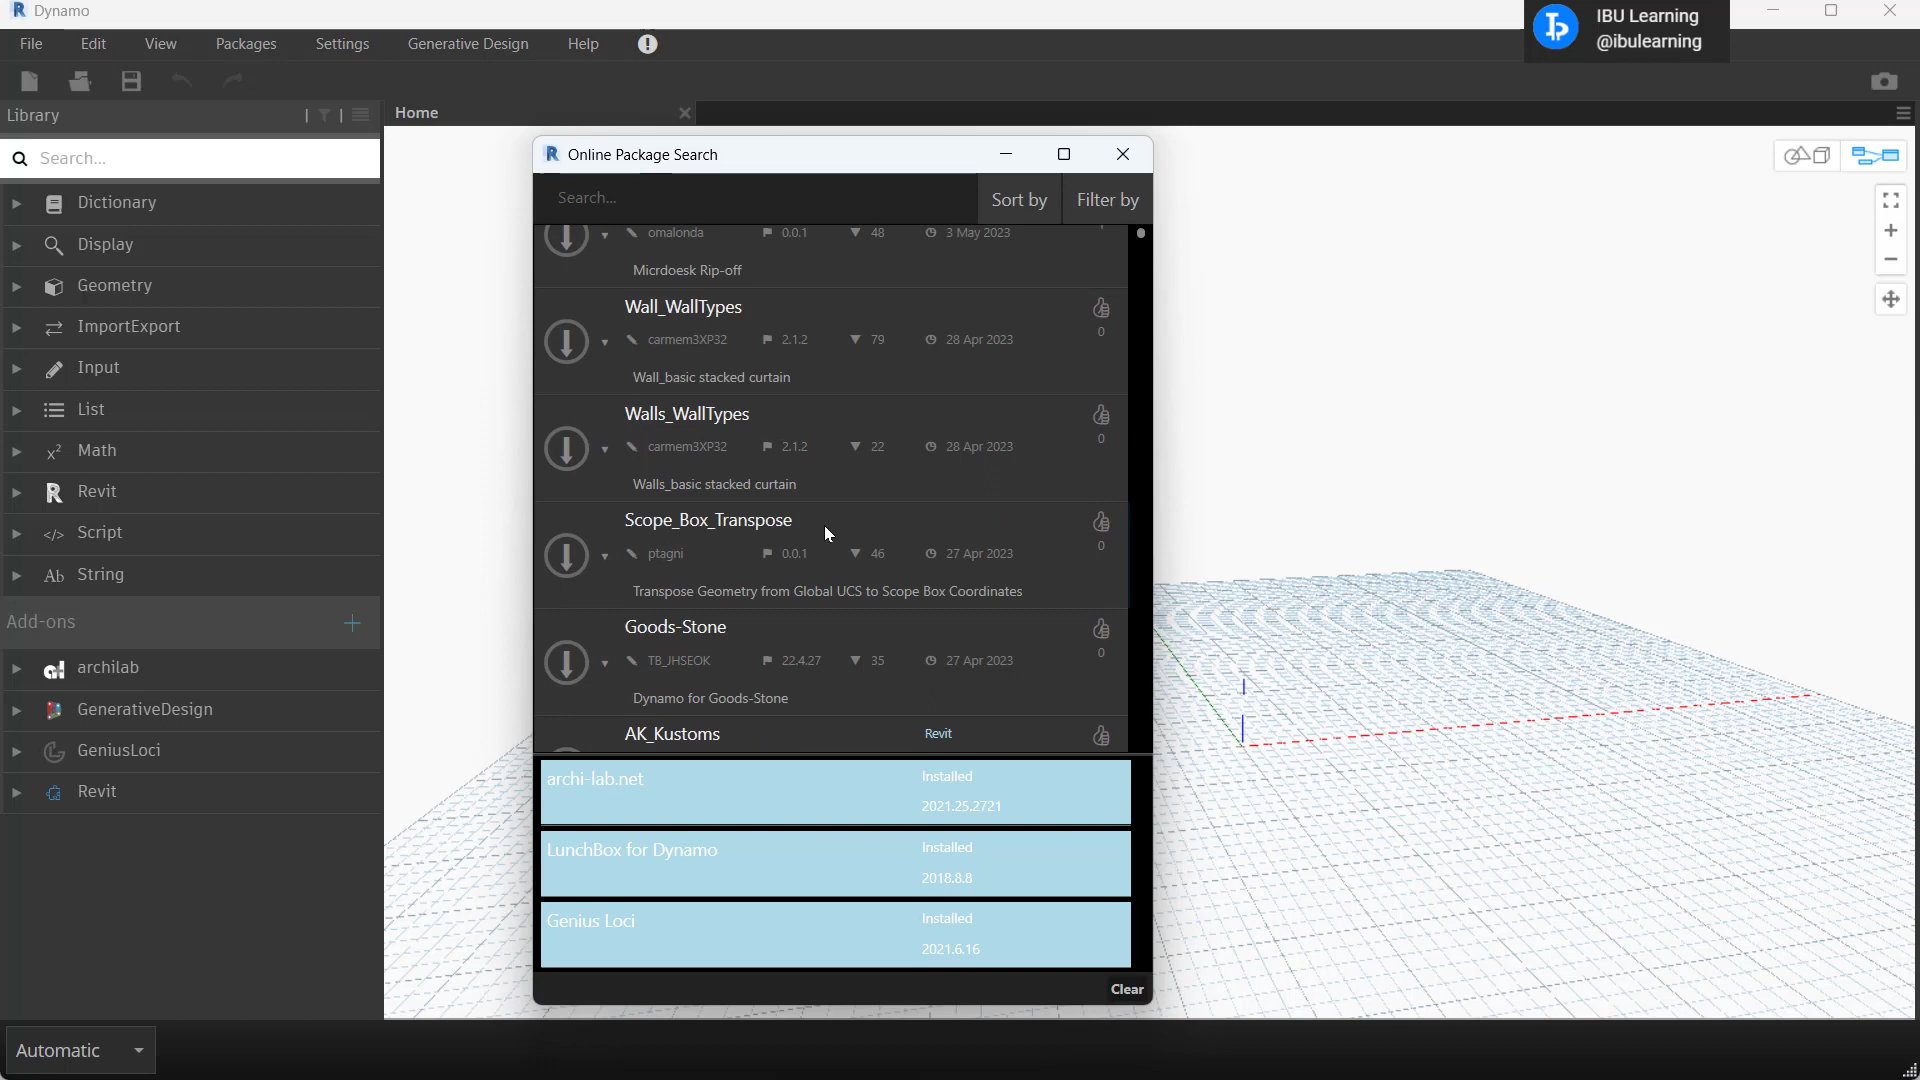 Dynamo
IBU Learning
@ibulearning
File Edit View Packages Settings Generative Design Help
Library
Home
Search...
Dictionary
Display
Geometry
ImportExport
Input
List
Math
Revit
Script
String
Add-ons
archilab
GenerativeDesign
GeniusLoci
Revit
Automatic
Online Package Search
Search... Sort by Filter by
omalonda 0.0.1 48 3 May 2023
Micrdoesk Rip-off
Wall_WallTypes
carmem3XP32 2.1.2 79 28 Apr 2023 0
Wall_basic stacked curtain
Walls_WallTypes
carmem3XP32 2.1.2 22 28 Apr 2023 0
Walls_basic stacked curtain
Scope_Box_Transpose
ptagni 0.0.1 46 27 Apr 2023 0
Transpose Geometry from Global UCS to Scope Box Coordinates
Goods-Stone
TB_JHSEOK 22.4.27 35 27 Apr 2023 0
Dynamo for Goods-Stone
AK_Kustoms Revit
archi-lab.net Installed
2021.25.2721
LunchBox for Dynamo Installed
2018.8.8
Genius Loci Installed
2021.6.16
Clear